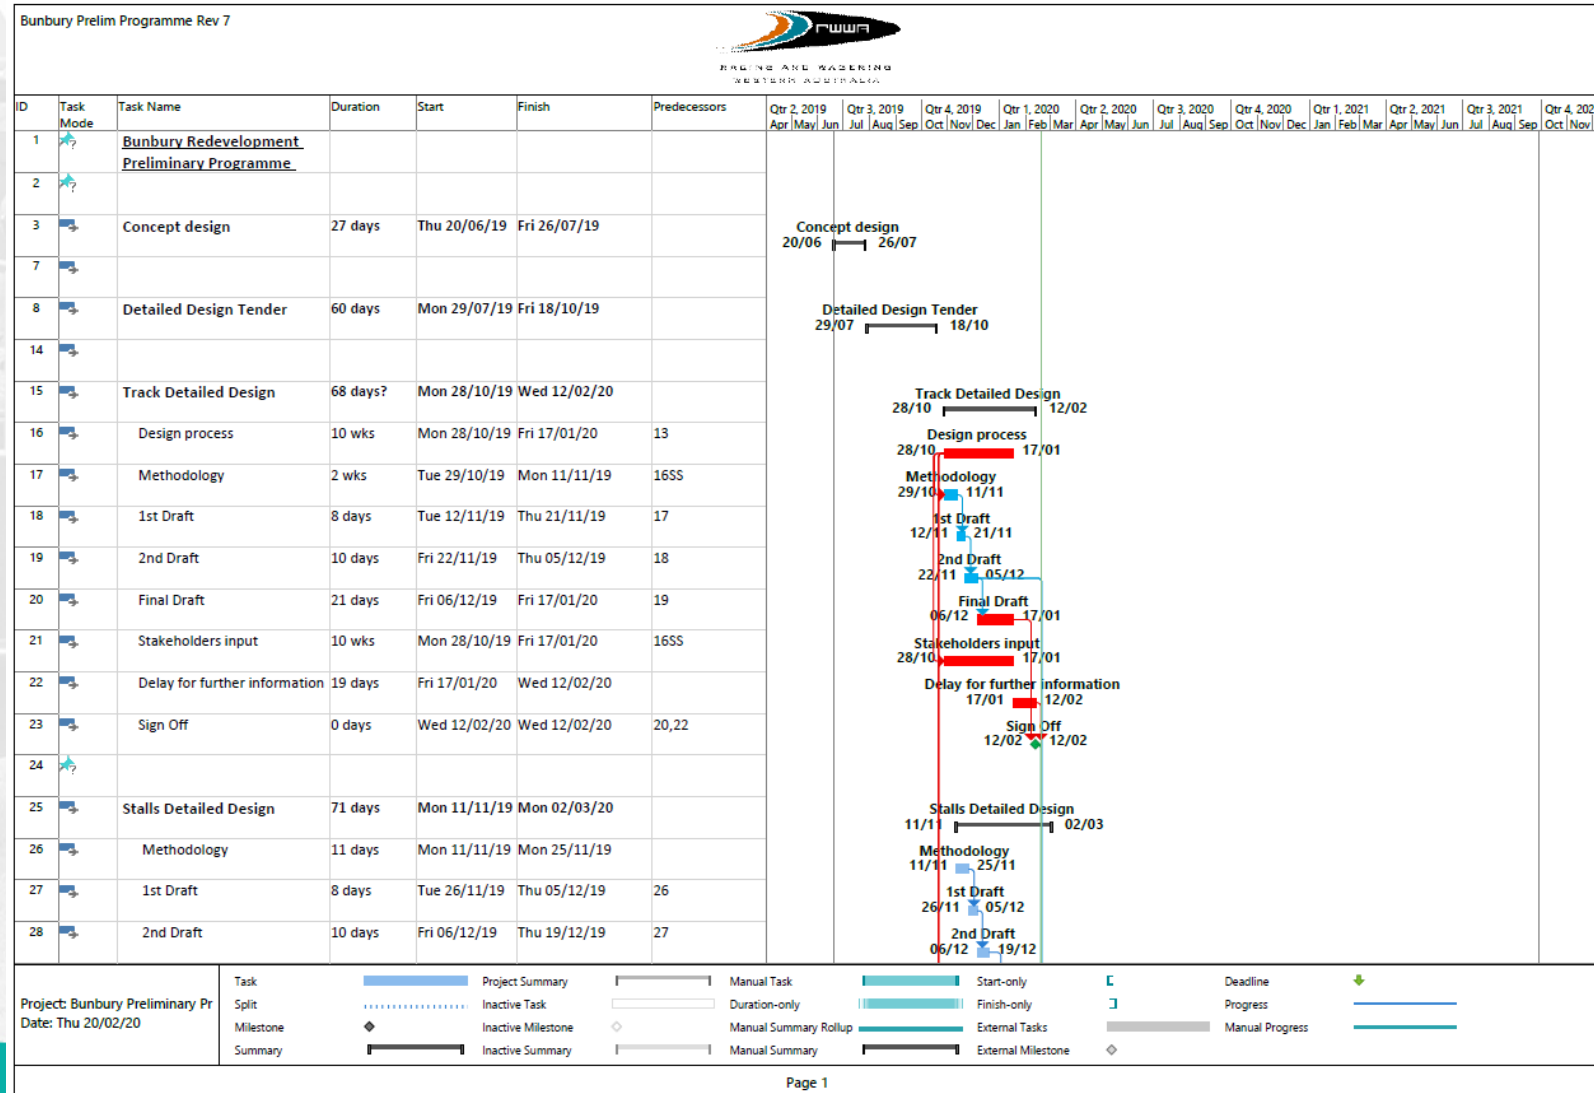 Bunbury Prelim Programme Rev 7
rwwa
RACING AND WAGERING
WESTERN AUSTRALIA
ID Task Mode Task Name Duration Start Finish Predecessors
Qtr 2, 2019 Qtr 3, 2019 Qtr 4, 2019 Qtr 1, 2020 Qtr 2, 2020 Qtr 3, 2020 Qtr 4, 2020 Qtr 1, 2021 Qtr 2, 2021 Qtr 3, 2021 Qtr 4, 202
Apr May Jun Jul Aug Sep Oct Nov Dec Jan Feb Mar Apr May Jun Jul Aug Sep Oct Nov Dec Jan Feb Mar Apr May Jun Jul Aug Sep Oct Nov
1 Bunbury Redevelopment
Preliminary Programme
2
3 Concept design 27 days Thu 20/06/19 Fri 26/07/19
Concept design
20/06 26/07
7
8 Detailed Design Tender 60 days Mon 29/07/19 Fri 18/10/19
Detailed Design Tender
29/07 18/10
14
15 Track Detailed Design 68 days? Mon 28/10/19 Wed 12/02/20
Track Detailed Design
28/10 12/02
16 Design process 10 wks Mon 28/10/19 Fri 17/01/20 13
Design process
28/10 17/01
17 Methodology 2 wks Tue 29/10/19 Mon 11/11/19 16SS
Methodology
29/10 11/11
18 1st Draft 8 days Tue 12/11/19 Thu 21/11/19 17
1st Draft
12/11 21/11
19 2nd Draft 10 days Fri 22/11/19 Thu 05/12/19 18
2nd Draft
22/11 05/12
20 Final Draft 21 days Fri 06/12/19 Fri 17/01/20 19
Final Draft
06/12 17/01
21 Stakeholders input 10 wks Mon 28/10/19 Fri 17/01/20 16SS
Stakeholders input
28/10 17/01
22 Delay for further information 19 days Fri 17/01/20 Wed 12/02/20
Delay for further information
17/01 12/02
23 Sign Off 0 days Wed 12/02/20 Wed 12/02/20 20,22
Sign Off
12/02 12/02
24
25 Stalls Detailed Design 71 days Mon 11/11/19 Mon 02/03/20
Stalls Detailed Design
11/11 02/03
26 Methodology 11 days Mon 11/11/19 Mon 25/11/19
Methodology
11/11 25/11
27 1st Draft 8 days Tue 26/11/19 Thu 05/12/19 26
1st Draft
26/11 05/12
28 2nd Draft 10 days Fri 06/12/19 Thu 19/12/19 27
2nd Draft
06/12 19/12
Project: Bunbury Preliminary Pr
Date: Thu 20/02/20
Task Project Summary Manual Task Start-only Deadline
Split Inactive Task Duration-only Finish-only Progress
Milestone Inactive Milestone Manual Summary Rollup External Tasks Manual Progress
Summary Inactive Summary Manual Summary External Milestone
Page 1